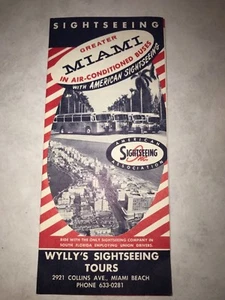 SIGHTSEEING
GREATER
MIAMI
IN AIR-CONDITIONED BUSES
WITH AMERICAN SIGHTSEEING
AMERICAN
SIGHTSEEING
ASSOCIATION
RIDE WITH THE ONLY SIGHTSEEING COMPANY IN
SOUTH FLORIDA EMPLOYING UNION DRIVERS.
WYLLY'S SIGHTSEEING
TOURS
2921 COLLINS AVE., MIAMI BEACH
PHONE 633-0281